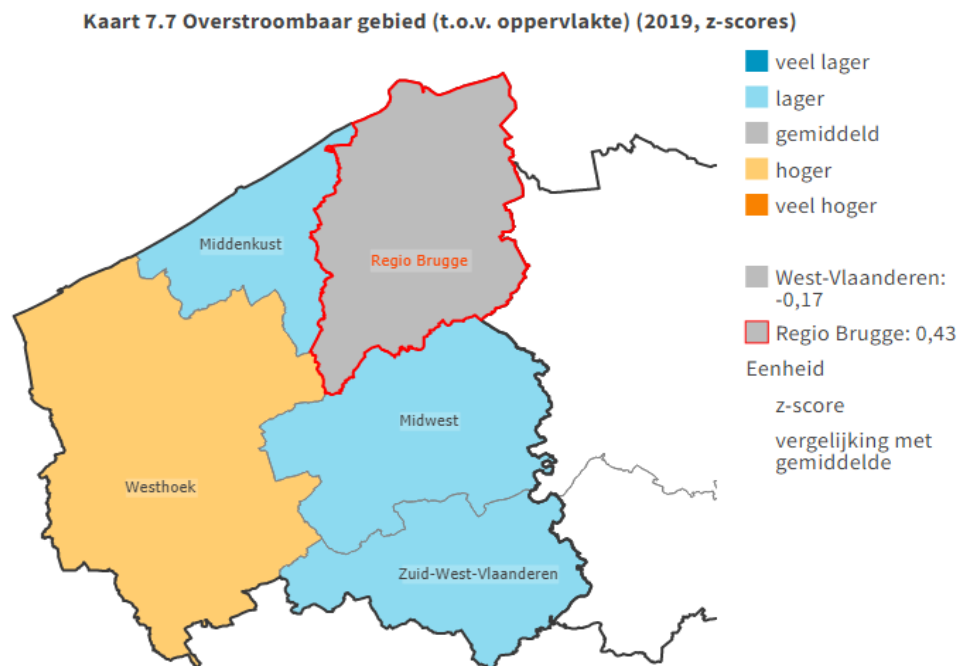 Kaart 7.7 Overstroombaar gebied (t.o.v. oppervlakte) (2019, z-scores)
veel lager
lager
gemiddeld
hoger
veel hoger
West-Vlaanderen:
-0,17
Regio Brugge: 0,43
Eenheid
z-score
vergelijking met
gemiddelde
Middenkust
Regio Brugge
Midwest
Westhoek
Zuid-West-Vlaanderen